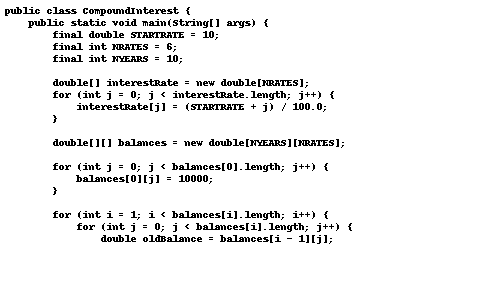 public class CompoundInterest {
    public static void main(String[] args) {
        final double STARTRATE = 10;
        final int NRATES = 6;
        final int NYEARS = 10;

        double[] interestRate = new double[NRATES];
        for (int j = 0; j < interestRate.length; j++) {
            interestRate[j] = (STARTRATE + j) / 100.0;
        }

        double[][] balances = new double[NYEARS][NRATES];

        for (int j = 0; j < balances[0].length; j++) {
            balances[0][j] = 10000;
        }

        for (int i = 1; i < balances[i].length; i++) {
            for (int j = 0; j < balances[i].length; j++) {
                double oldBalance = balances[i - 1][j];